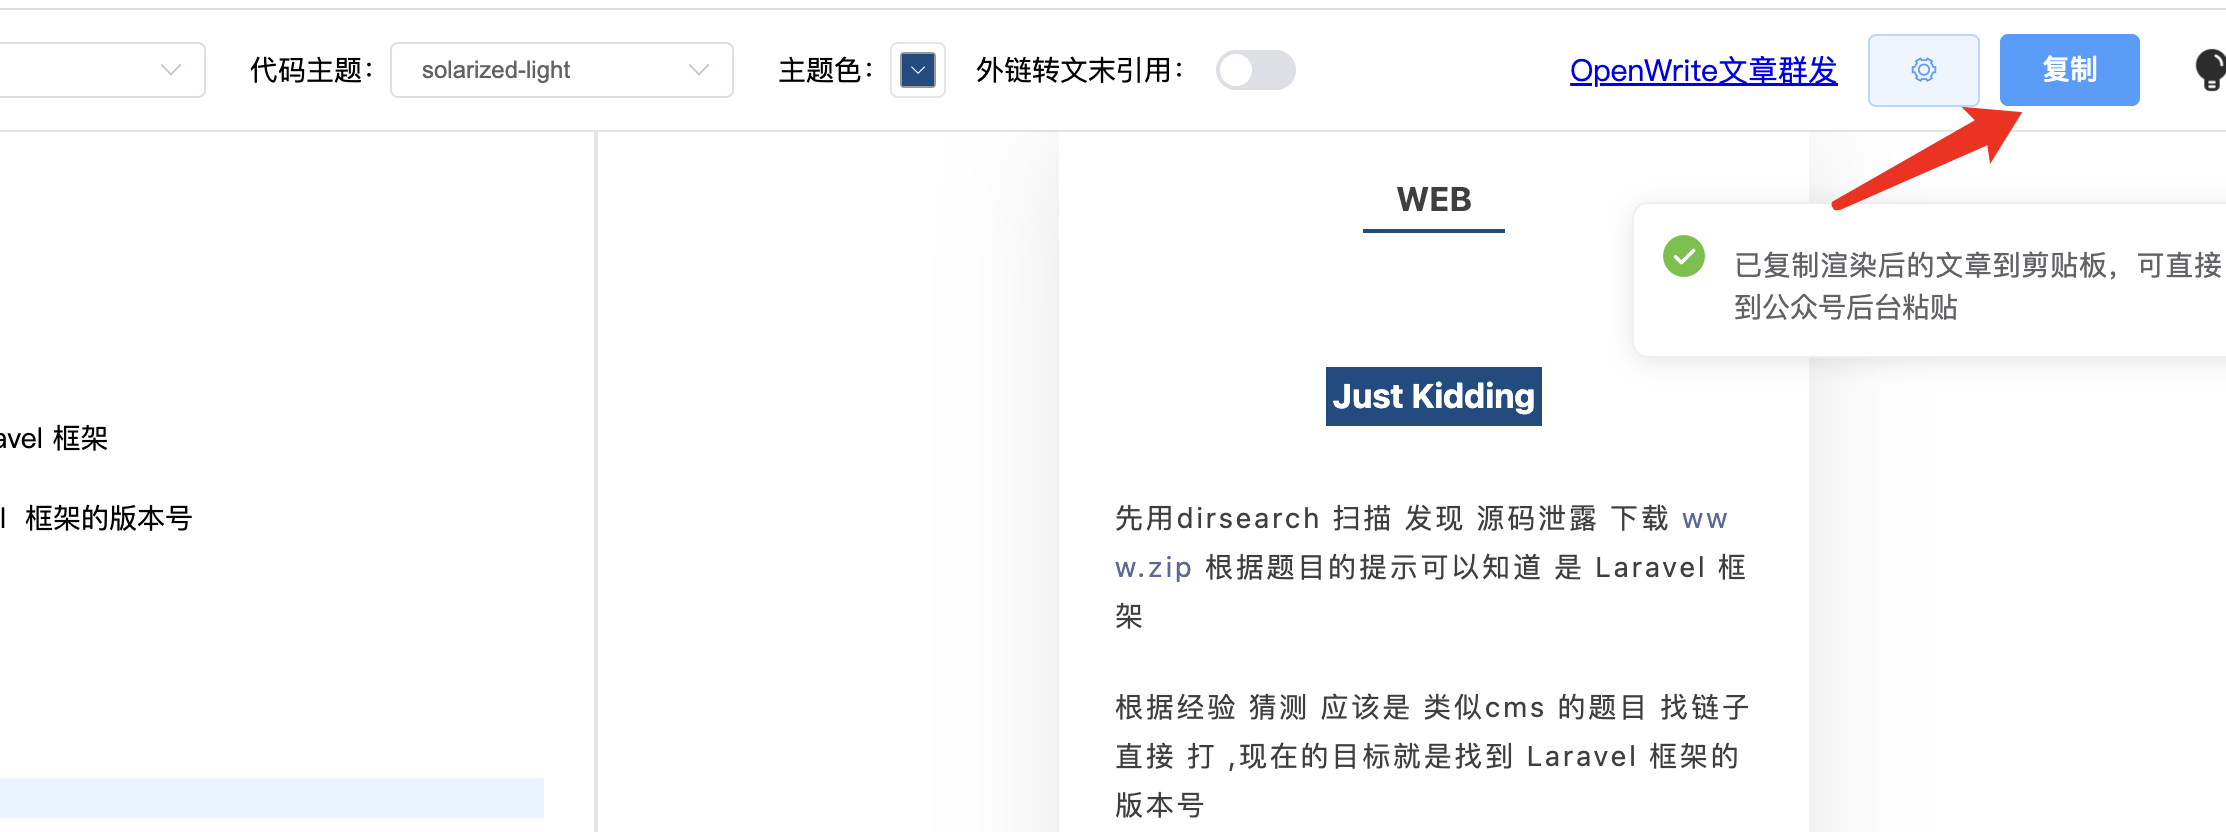 代码主题：
solarized-light
主题色：
外链转文末引用：
OpenWrite文章群发
复制
已复制渲染后的文章到剪贴板，可直接
到公众号后台粘贴
框架
框架的版本号
WEB
Just Kidding
先用dirsearch 扫描 发现 源码泄露 下载 ww
w.zip 根据题目的提示可以知道 是 Laravel 框
架
根据经验 猜测 应该是 类似cms 的题目 找链子
直接 打 ,现在的目标就是找到 Laravel 框架的
版本号